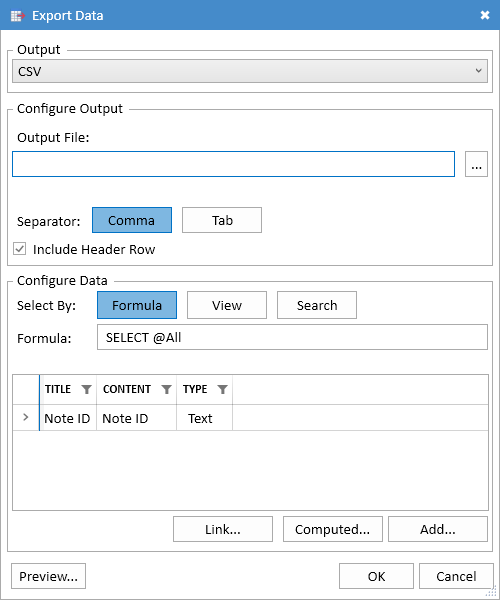 Export Data
Output
CSV
Configure Output
Output File:
...
Separator: Comma Tab
Include Header Row
Configure Data
Select By: Formula View Search
Formula: SELECT @All
TITLE CONTENT TYPE
Note ID Note ID Text
Link... Computed... Add...
Preview... OK Cancel